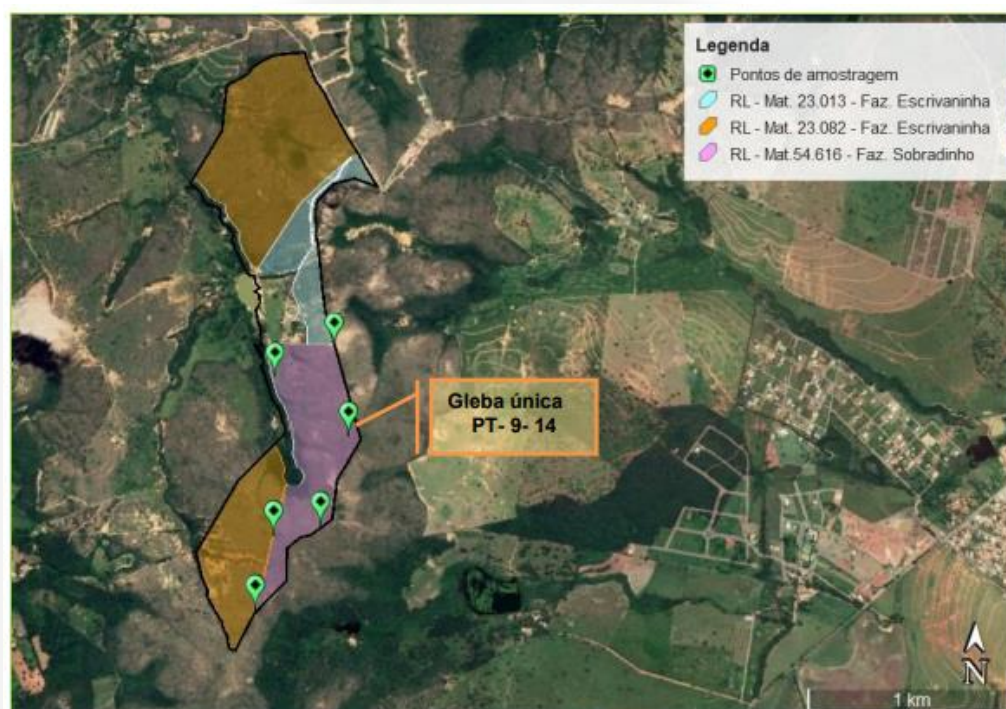 Legenda
Pontos de amostragem
RL - Mat. 23.013 - Faz. Escrivaninha
RL - Mat. 23.082 - Faz. Escrivaninha
RL - Mat.54.616 - Faz. Sobradinho
Gleba única
PT- 9- 14
N
1 km